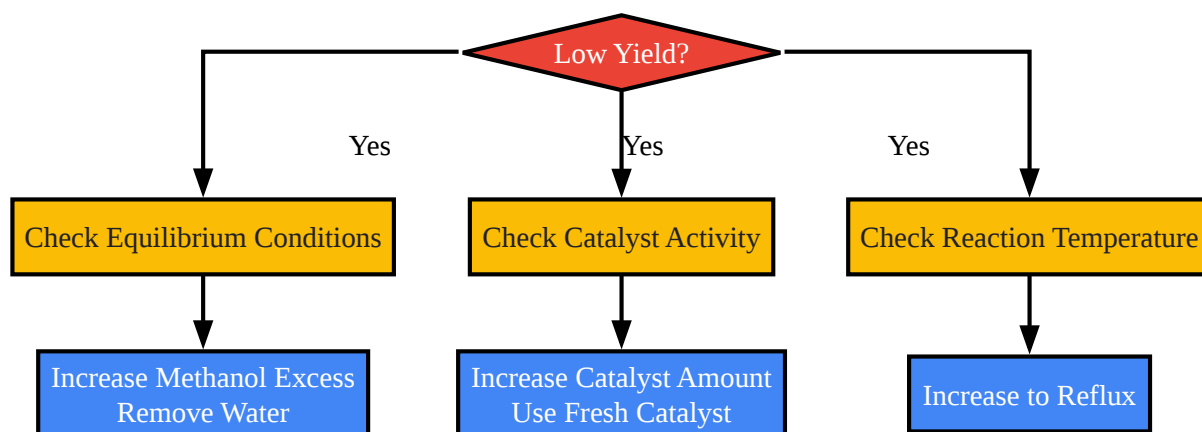 Low Yield?
Yes
Yes
Yes
Check Equilibrium Conditions
Check Catalyst Activity
Check Reaction Temperature
Increase Methanol Excess
Remove Water
Increase Catalyst Amount
Use Fresh Catalyst
Increase to Reflux